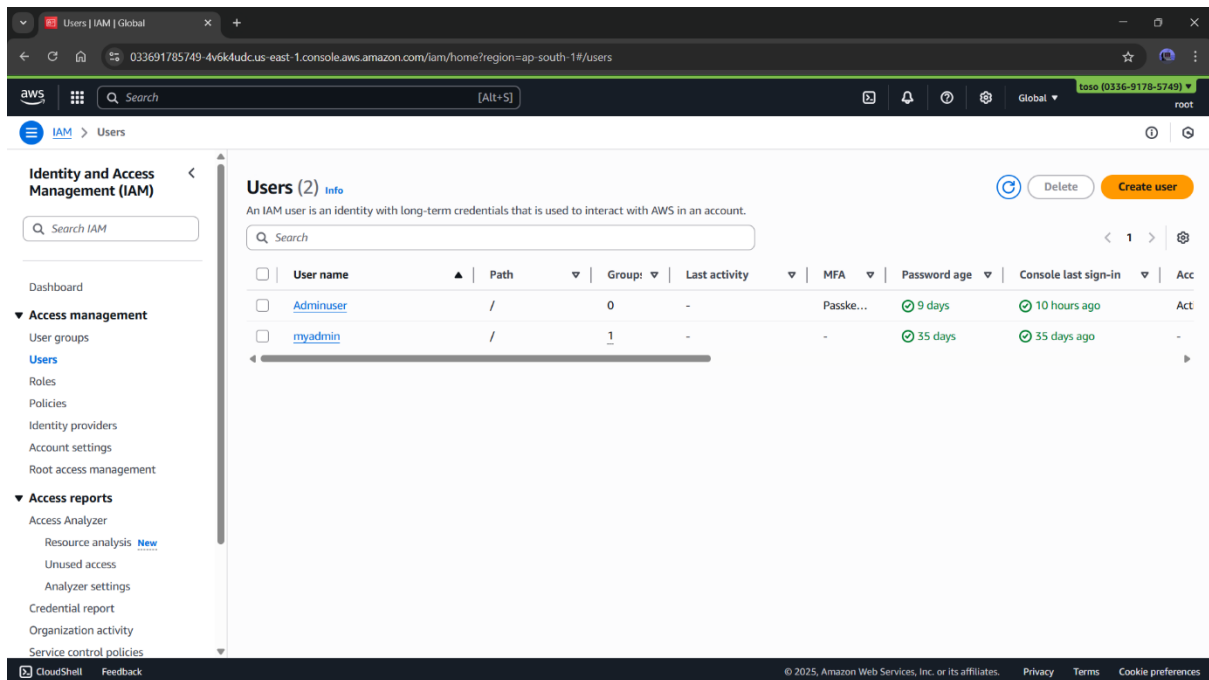 Users | IAM | Global
033691785749-4v6k4udc.us-east-1.console.aws.amazon.com/iam/home?region=ap-south-1#/users
aws
Search [Alt+S]
Global
toso (0336-9178-5749)
root
IAM > Users
Identity and Access Management (IAM)
Search IAM
Dashboard
Access management
User groups
Users
Roles
Policies
Identity providers
Account settings
Root access management
Access reports
Access Analyzer
Resource analysis New
Unused access
Analyzer settings
Credential report
Organization activity
Service control policies
Users (2) Info
Delete
Create user
An IAM user is an identity with long-term credentials that is used to interact with AWS in an account.
Search
1
User name Path Group: Last activity MFA Password age Console last sign-in Acc
Adminuser / 0 - Passke... 9 days 10 hours ago Act
myadmin / 1 - - 35 days 35 days ago -
CloudShell Feedback
© 2025, Amazon Web Services, Inc. or its affiliates. Privacy Terms Cookie preferences